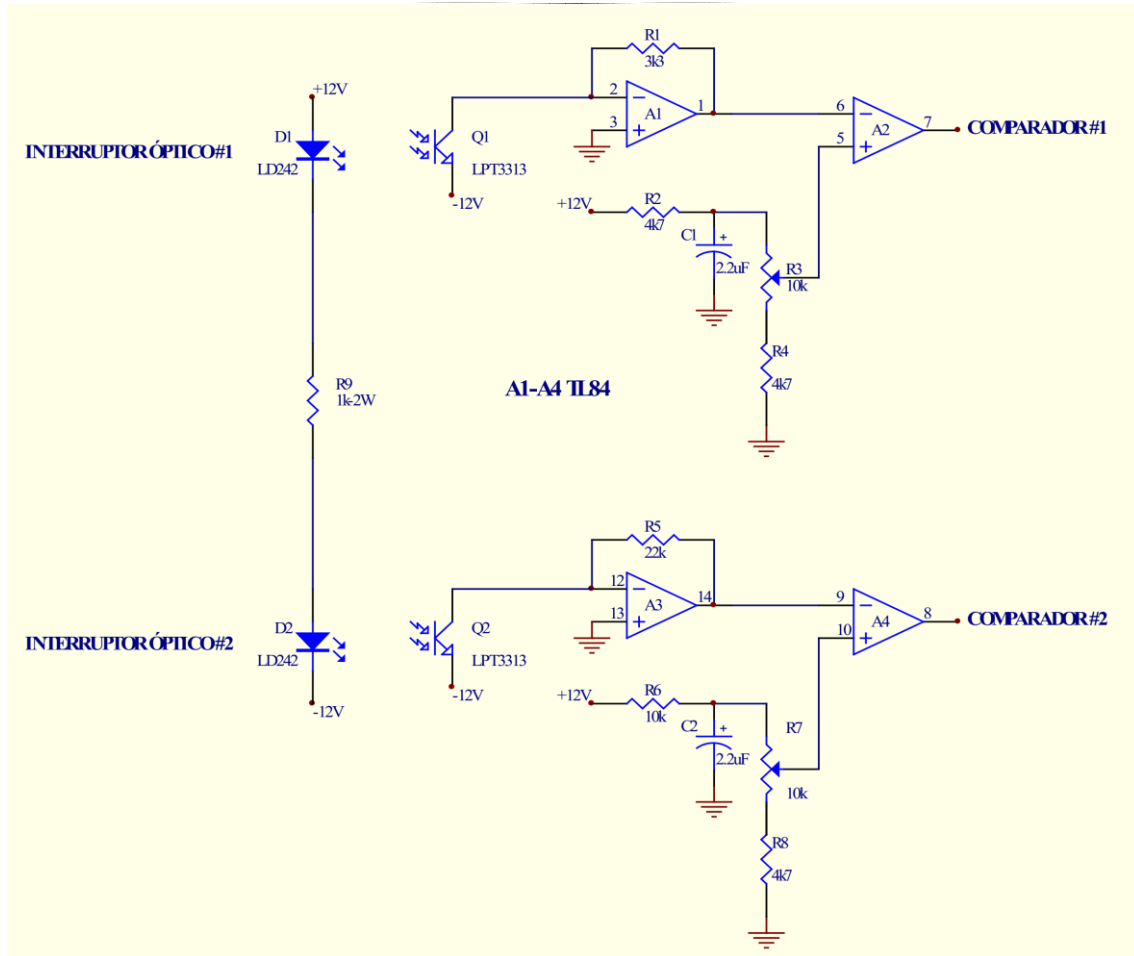 INTERRUPTOR ÓPTICO#1
+12V
D1
LD242
Q1
LPT3313
-12V
R1
3k3
2
3
A1
1
6
5
A2
7
COMPARADOR #1
+12V
R2
4k7
C1
+
2.2uF
R3
10k
R4
4k7
R9
1k-2W
A1-A4 TL84
INTERRUPTOR ÓPTICO#2
D2
LD242
-12V
Q2
LPT3313
-12V
R5
22k
12
13
A3
14
9
10
A4
8
COMPARADOR #2
+12V
R6
10k
C2
+
2.2uF
R7
10k
R8
4k7